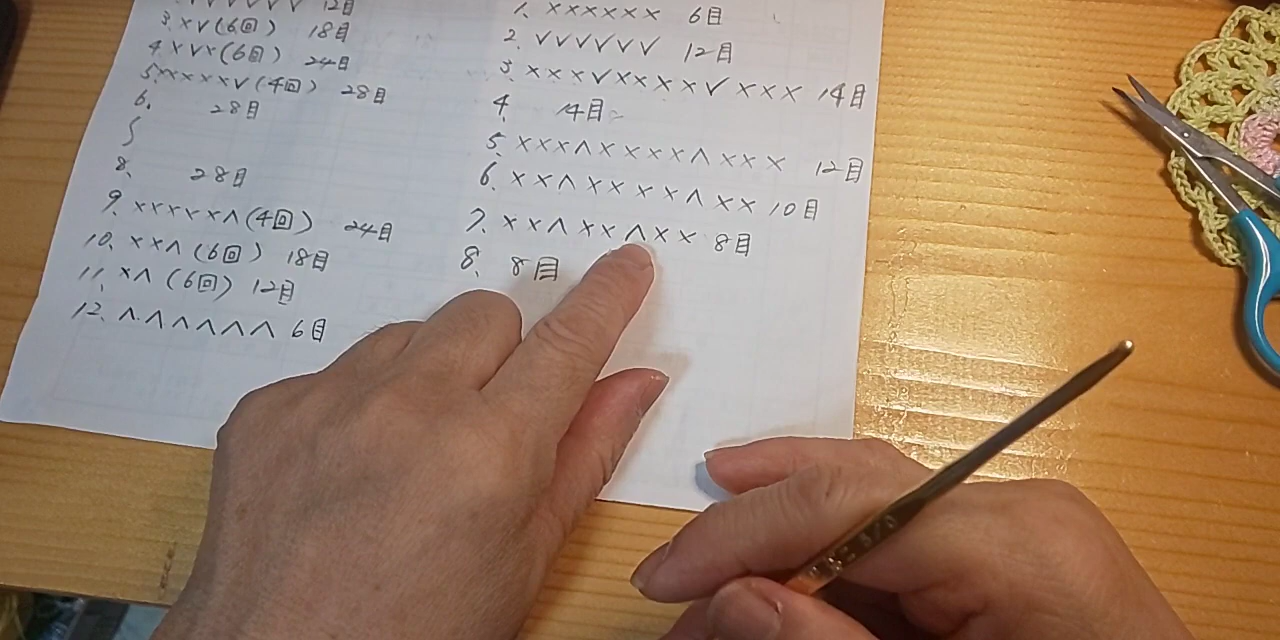 ∨∨∨∨∨∨ 12目
3. ×∨(6回) 18目
4. ×∨×(6回) 24目
5. ××××∨(4回) 28目
6. 28目
∫
8. 28目
9. ×××××∧(4回) 24目
10. ××∧(6回) 18目
11. ×∧(6回) 12目
12. ∧∧∧∧∧∧ 6目
1. ×××××× 6目
2. ∨∨∨∨∨∨ 12目
3. ×××∨××××∨××× 14目
4. 14目
5. ×××∧××××∧××× 12目
6. ××∧××××∧×× 10目
7. ××∧××∧×× 8目
8. 8目